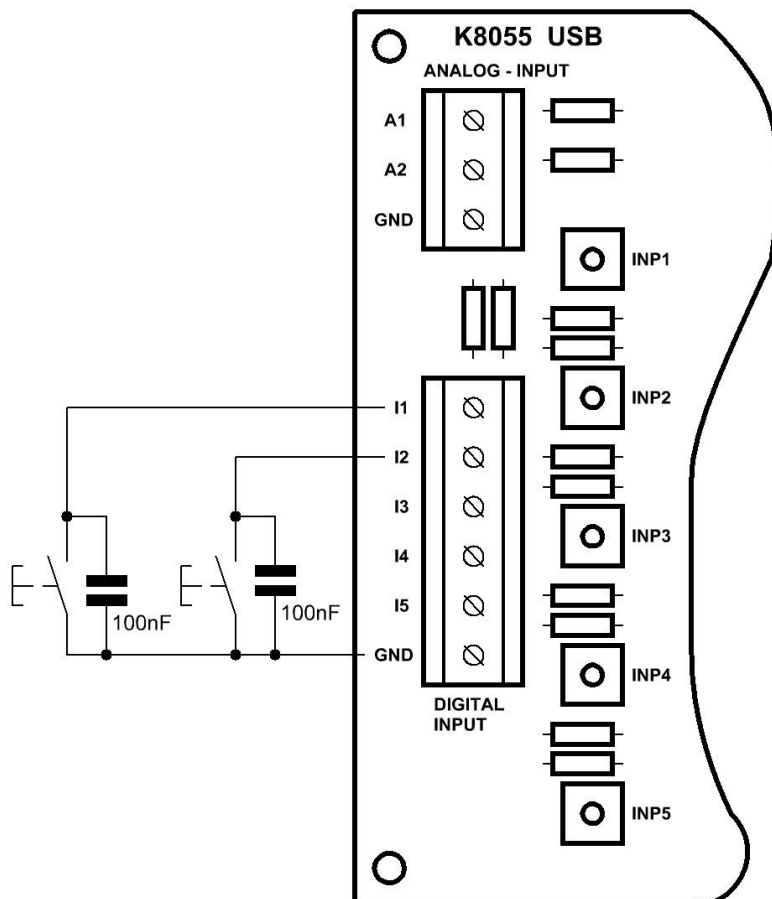 K8055 USB
ANALOG - INPUT
A1
A2
GND
INP1
INP2
I1
I2
I3
INP3
I4
I5
100nF
100nF
GND
INP4
DIGITAL
INPUT
INP5